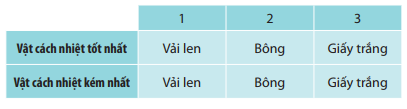 1 2 3
Vật cách nhiệt tốt nhất Vải len Bông Giấy trắng
Vật cách nhiệt kém nhất Vải len Bông Giấy trắng